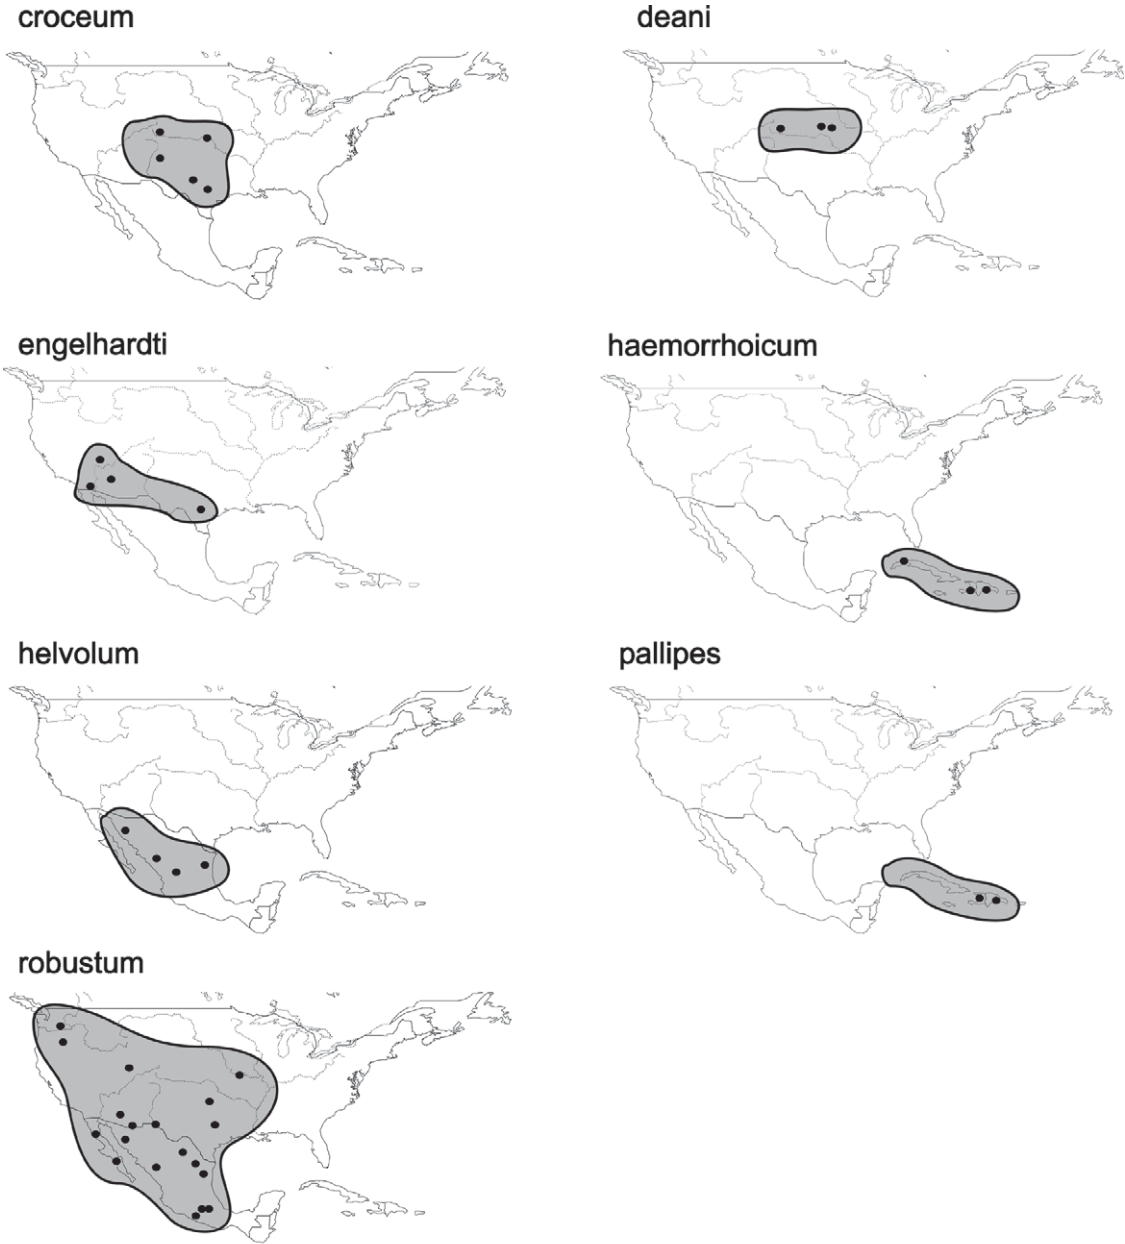 croceum
deani
engelhardti
haemorrhoicum
helvolum
pallipes
robustum